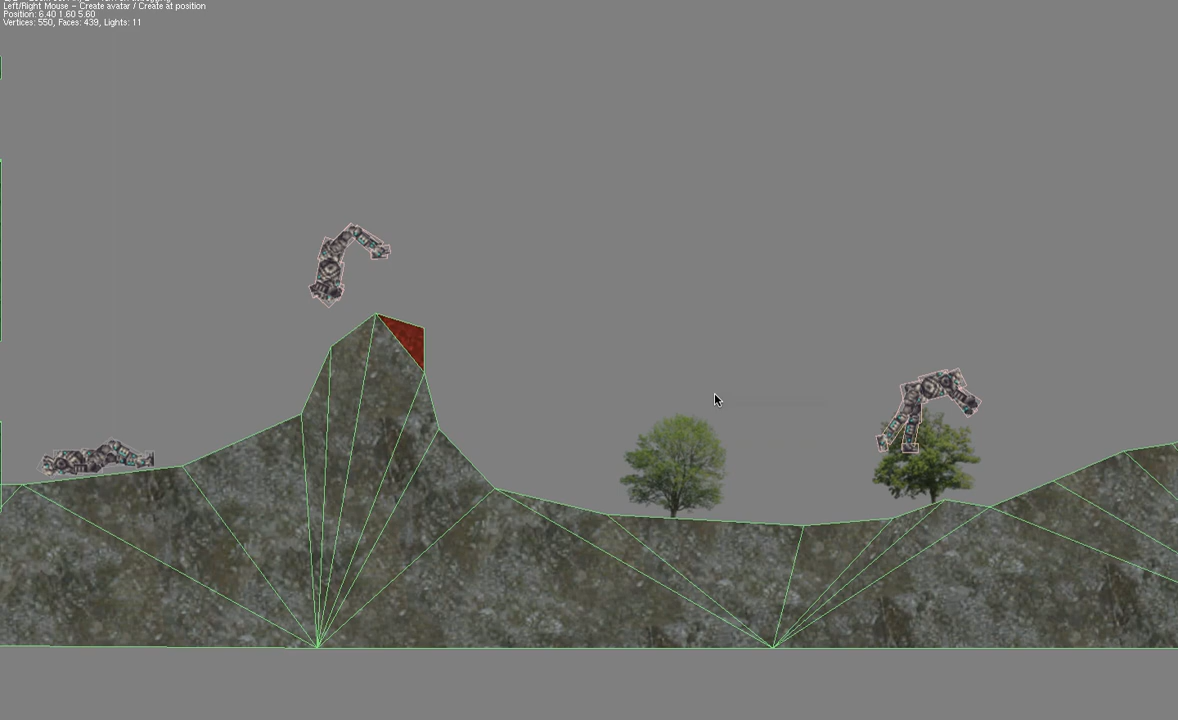 Left/Right Mouse - Create avatar / Create at position
Position: 6.40 1.60 5.60
Vertices: 550, Faces: 439, Lights: 11